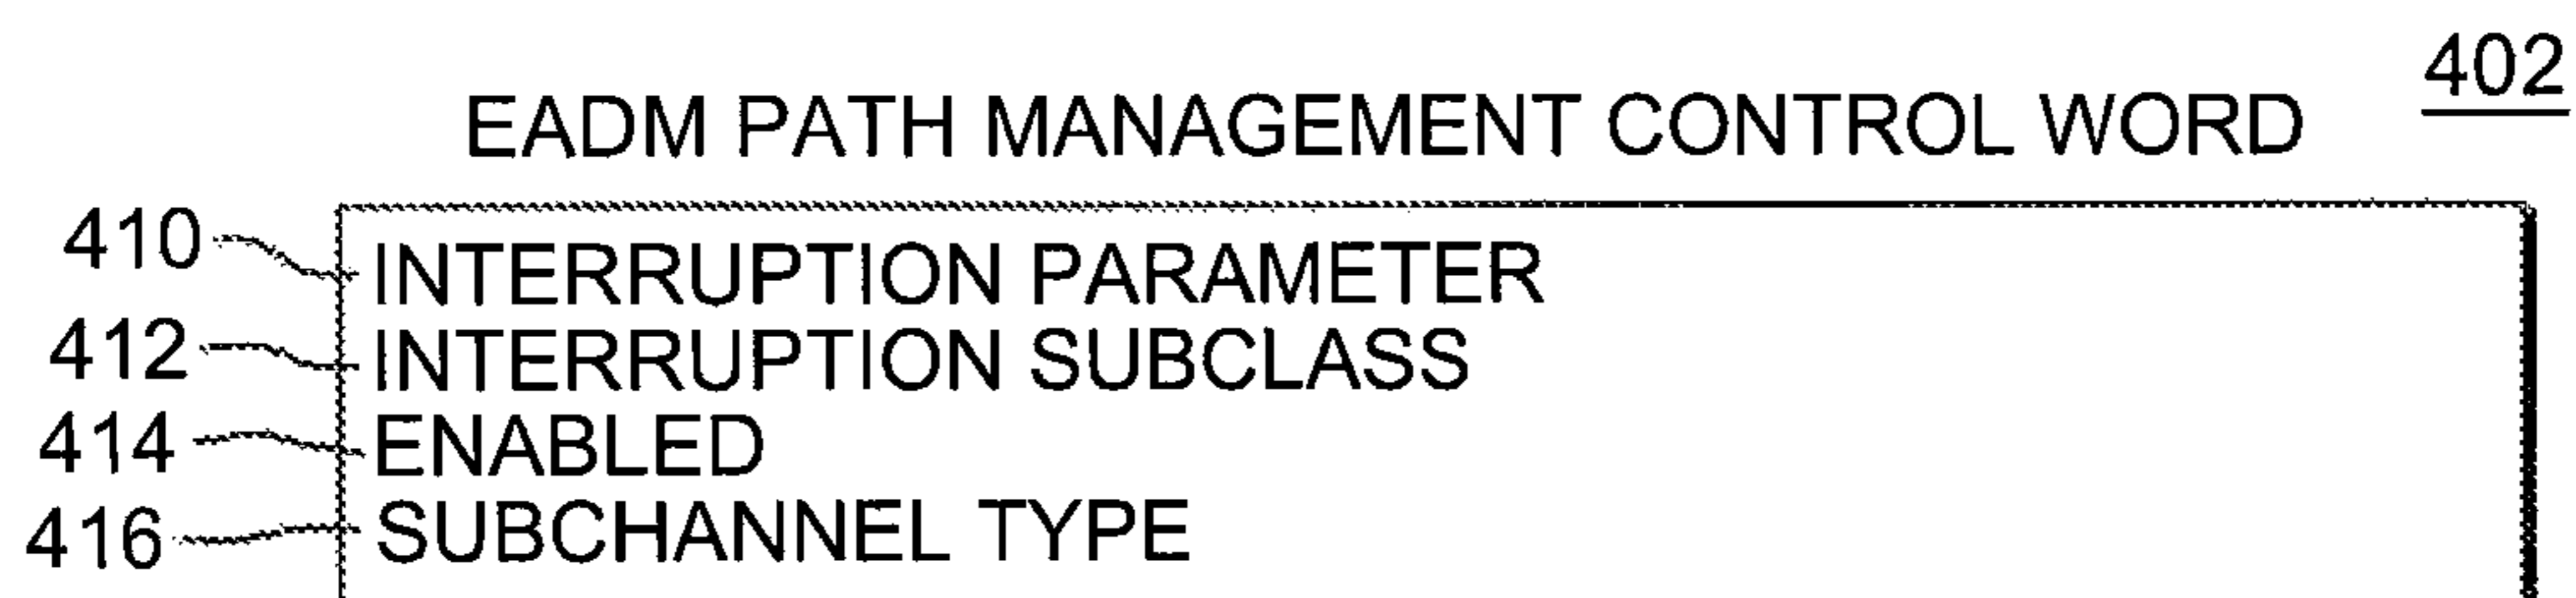 402
EADM PATH MANAGEMENT CONTROL WORD
410 INTERRUPTION PARAMETER
412 INTERRUPTION SUBCLASS
414 ENABLED
416 SUBCHANNEL TYPE